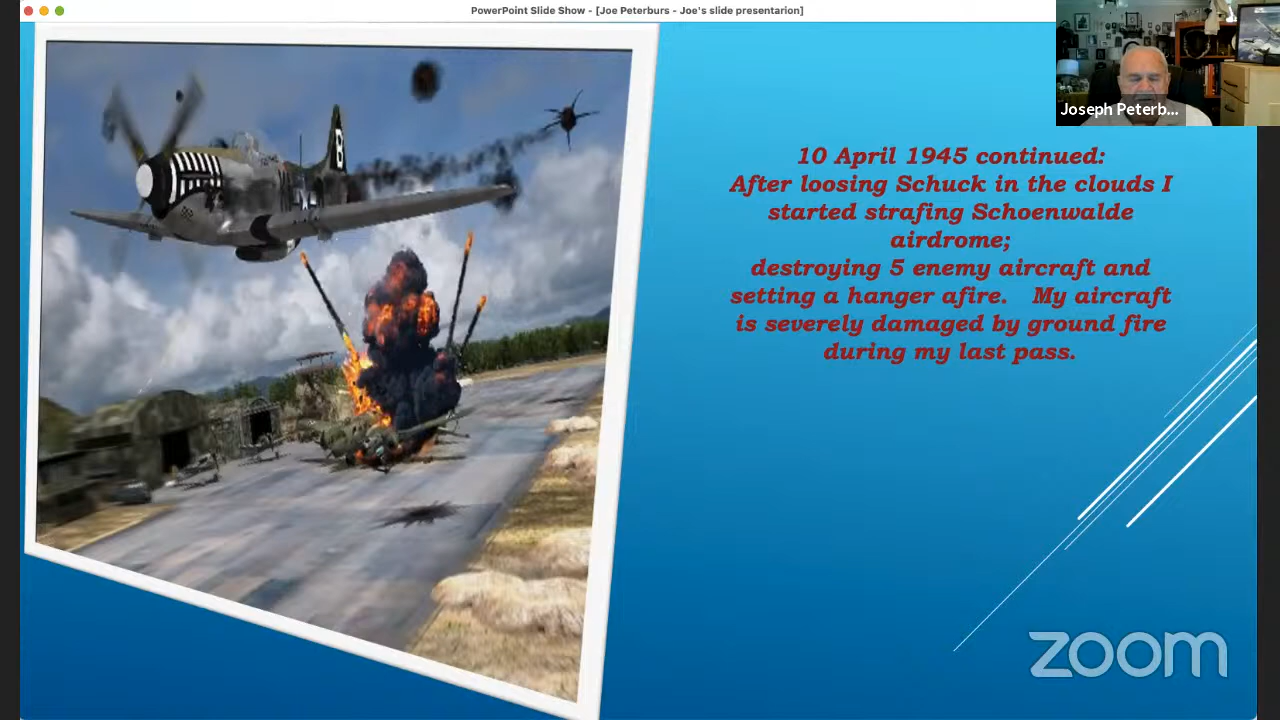 PowerPoint Slide Show - [Joe Peterburs - Joe's slide presentarion]
Joseph Peterb...
10 April 1945 continued:
After loosing Schuck in the clouds I
started strafing Schoenwalde
airdrome;
destroying 5 enemy aircraft and
setting a hanger afire. My aircraft
is severely damaged by ground fire
during my last pass.
B
zoom